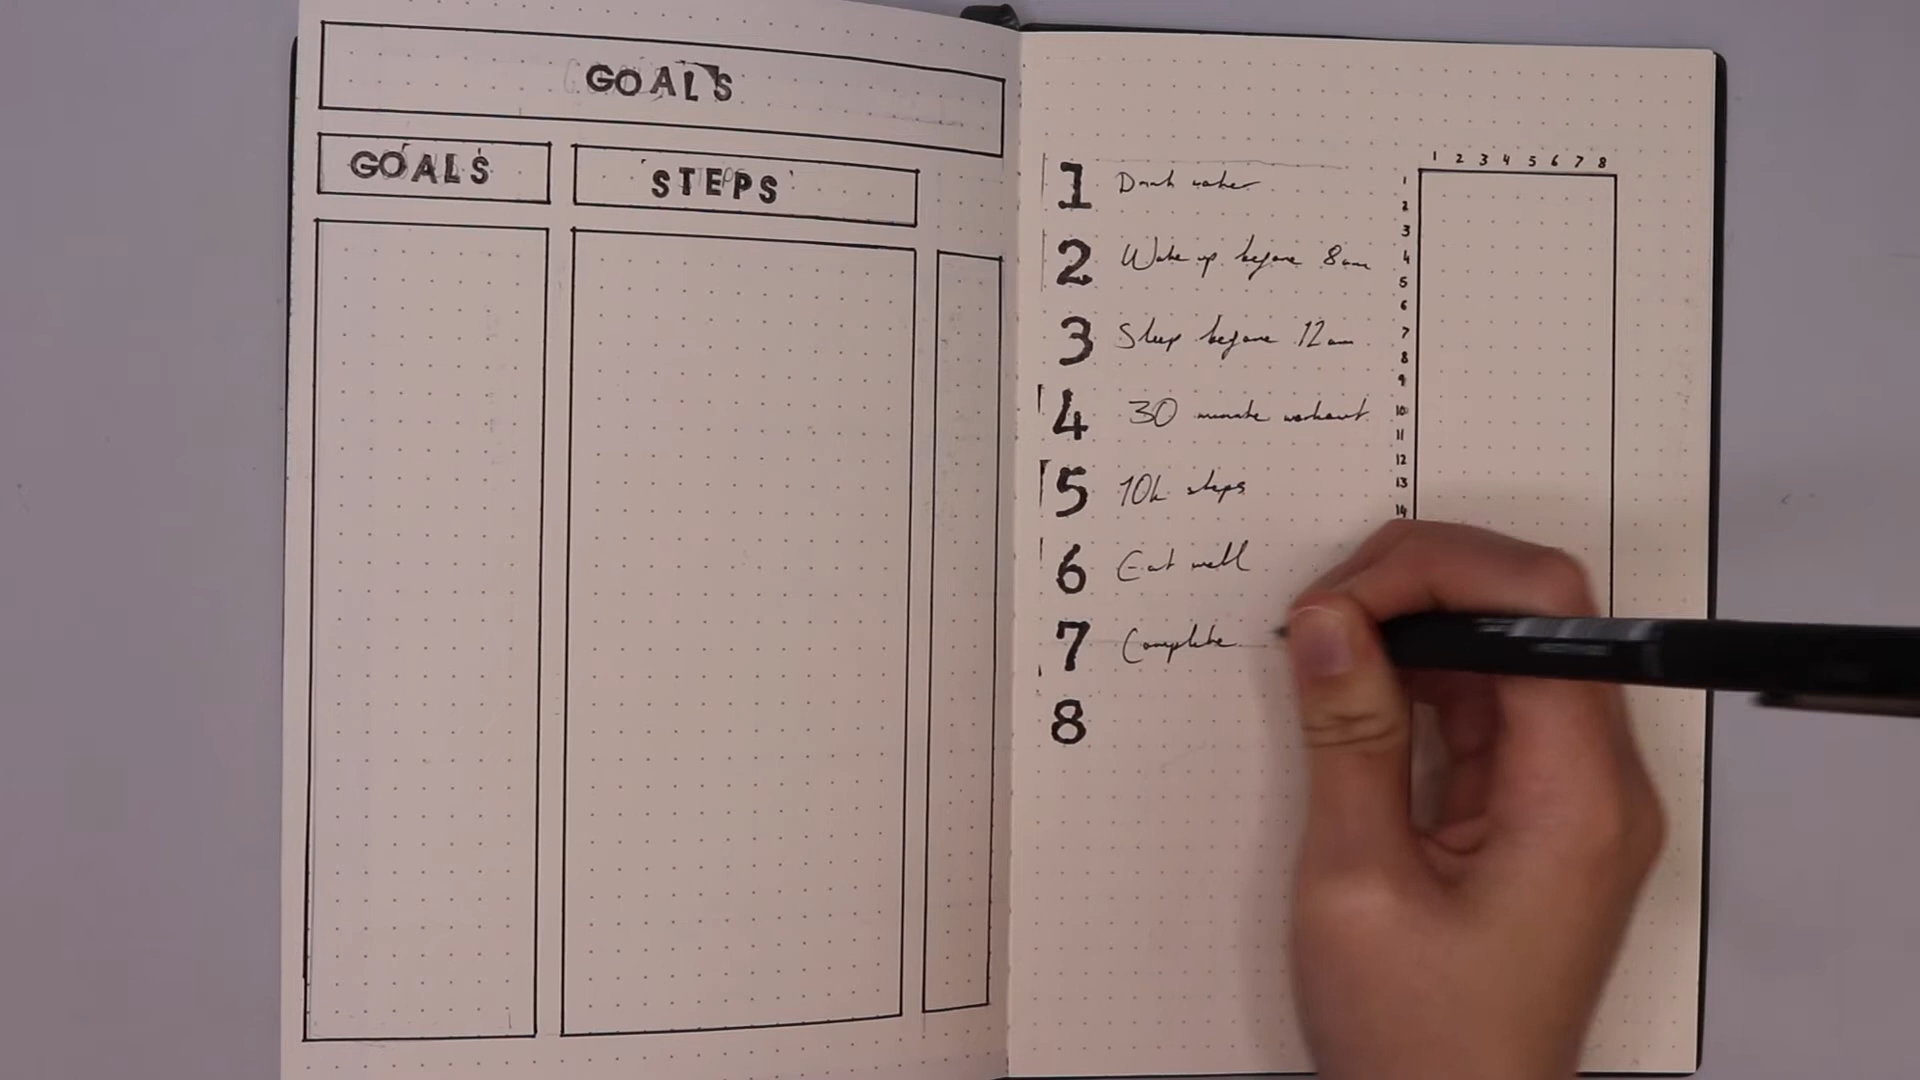 GOALS
GOALS
STEPS
1 Drink water
2 Wake up before 8am
3 Sleep before 12am
4 30 minute workout
5 10k steps
6 Eat well
7 Complete
8
1 2 3 4 5 6 7 8
1
2
3
4
5
6
7
8
9
10
11
12
13
14